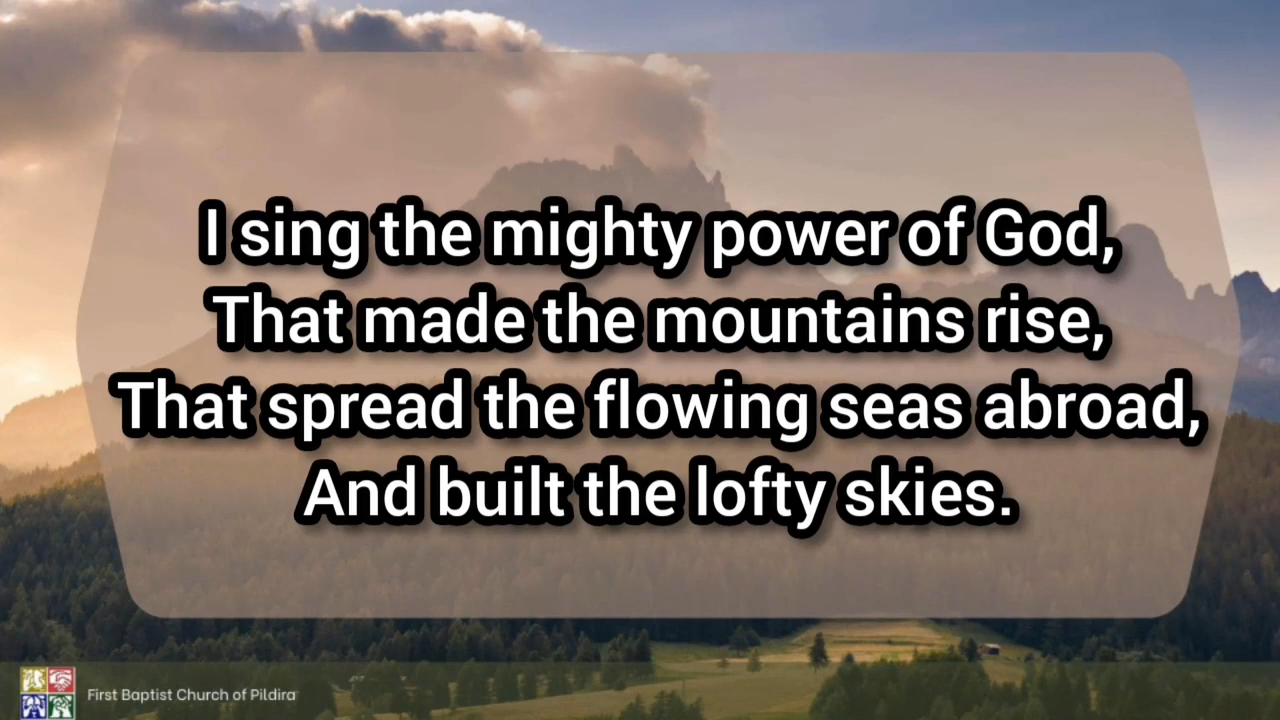 I sing the mighty power of God,
That made the mountains rise,
That spread the flowing seas abroad,
And built the lofty skies.
First Baptist Church of Pildira